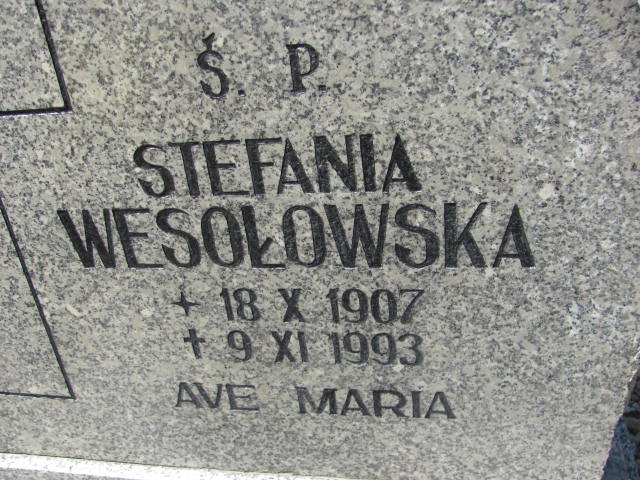 Ś. P.
STEFANIA
WESOŁOWSKA
+ 18 X 1907
† 9 XI 1993
AVE MARIA